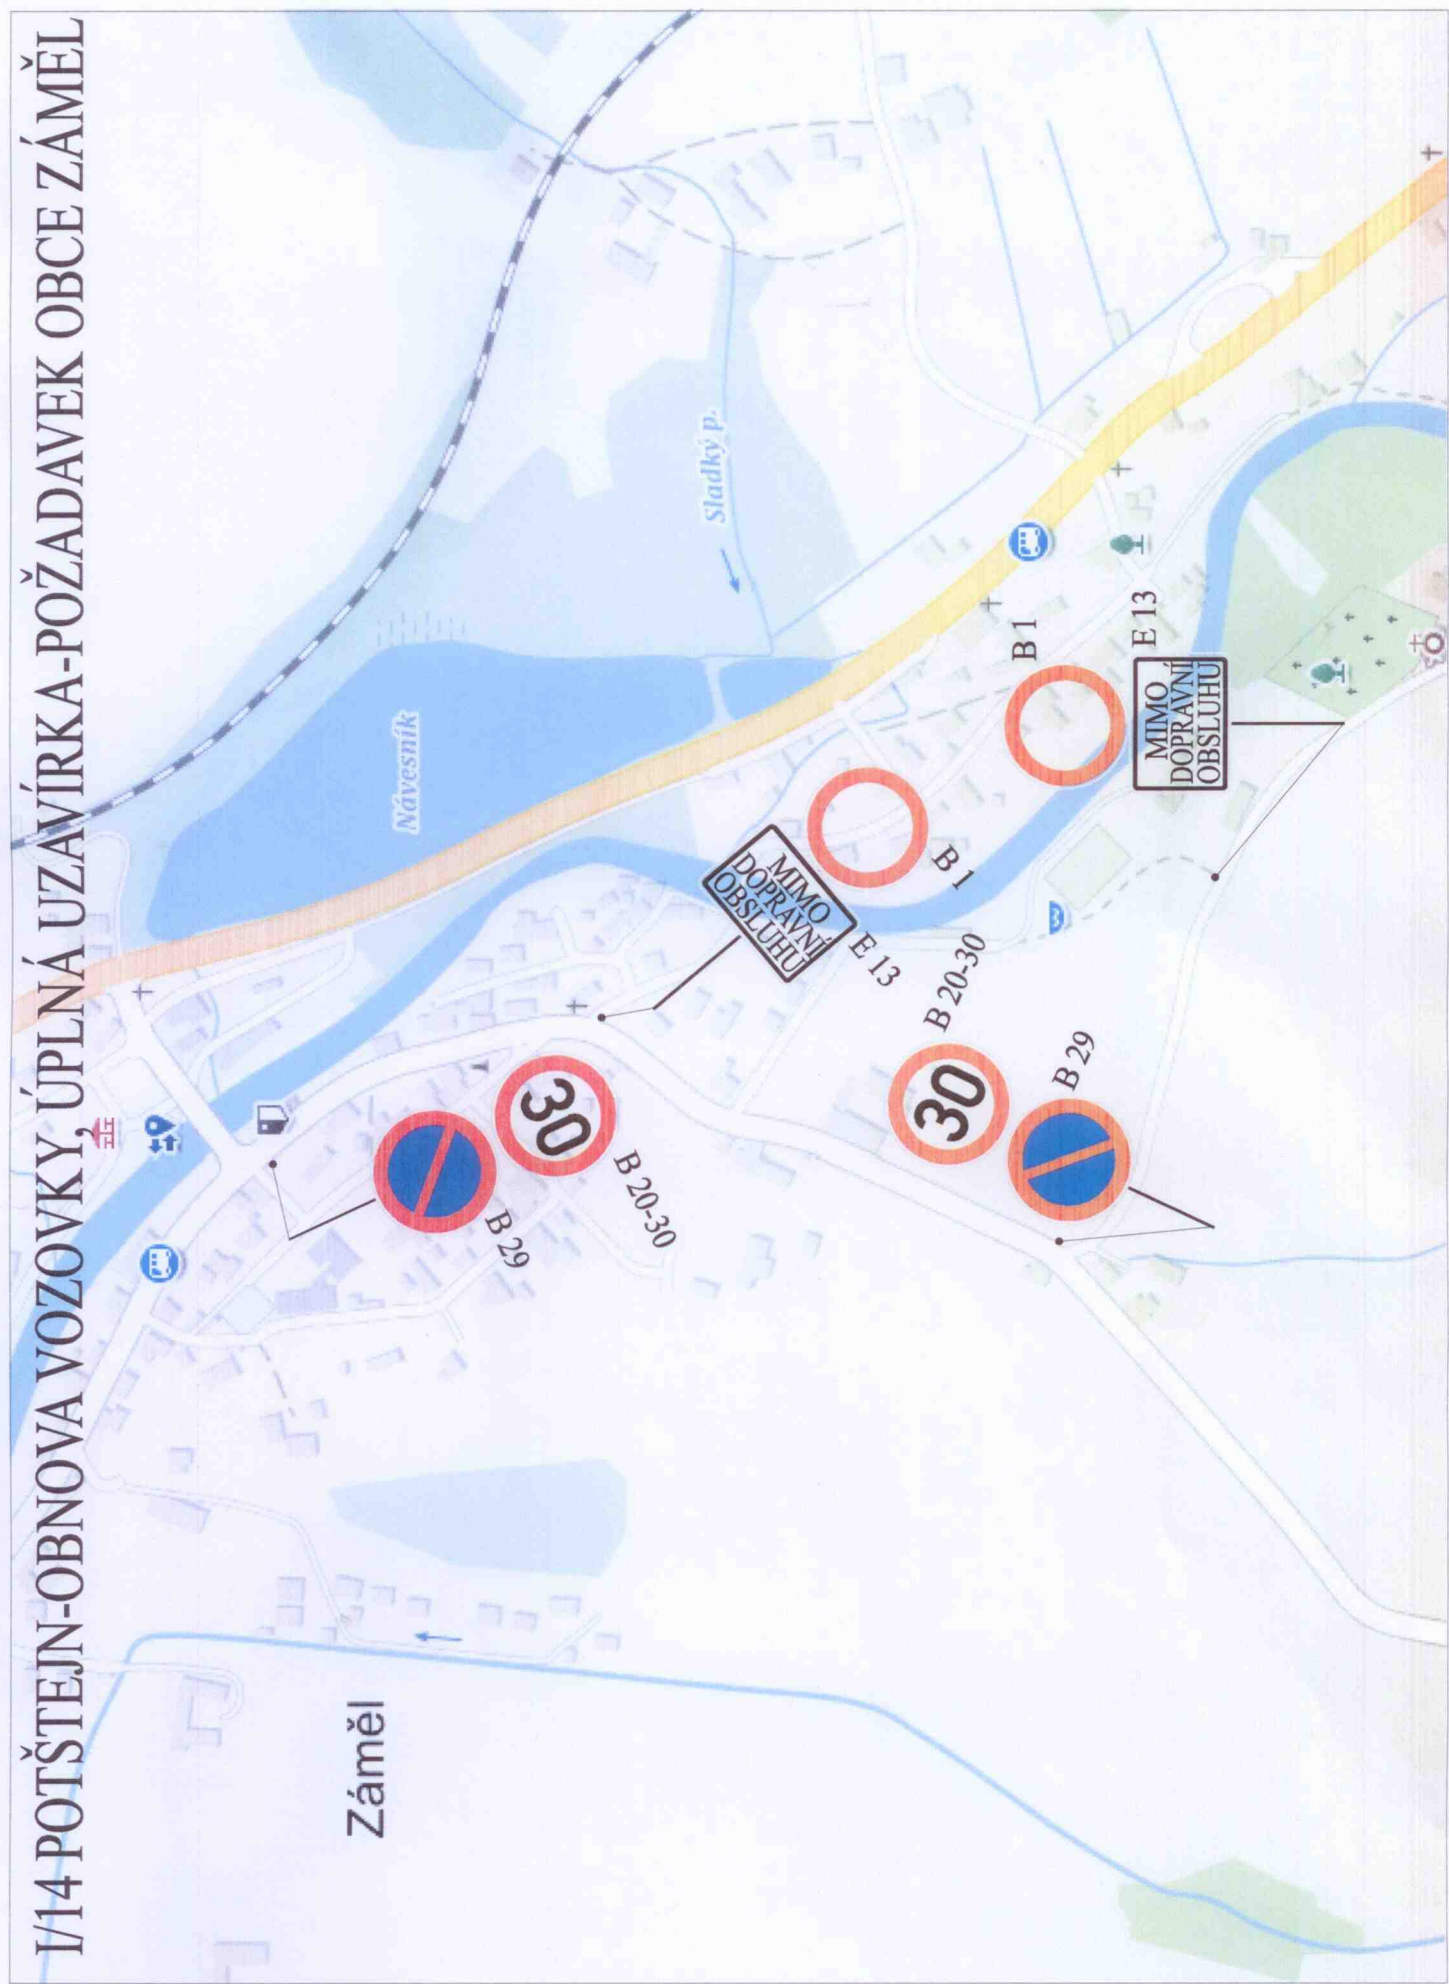 I/14 POTŠTEJN-OBNOVA VOZOVKY, ÚPLNÁ UZAVÍRKA-POŽADAVEK OBCE ZÁMĚL
Záměl
Návesník
Sladký p.
B 29
30
B 20-30
MIMO
DOPRAVNÍ
OBSLUHU
E 13
B 1
30
B 20-30
B 29
B 1
MIMO
DOPRAVNÍ
OBSLUHU
E 13